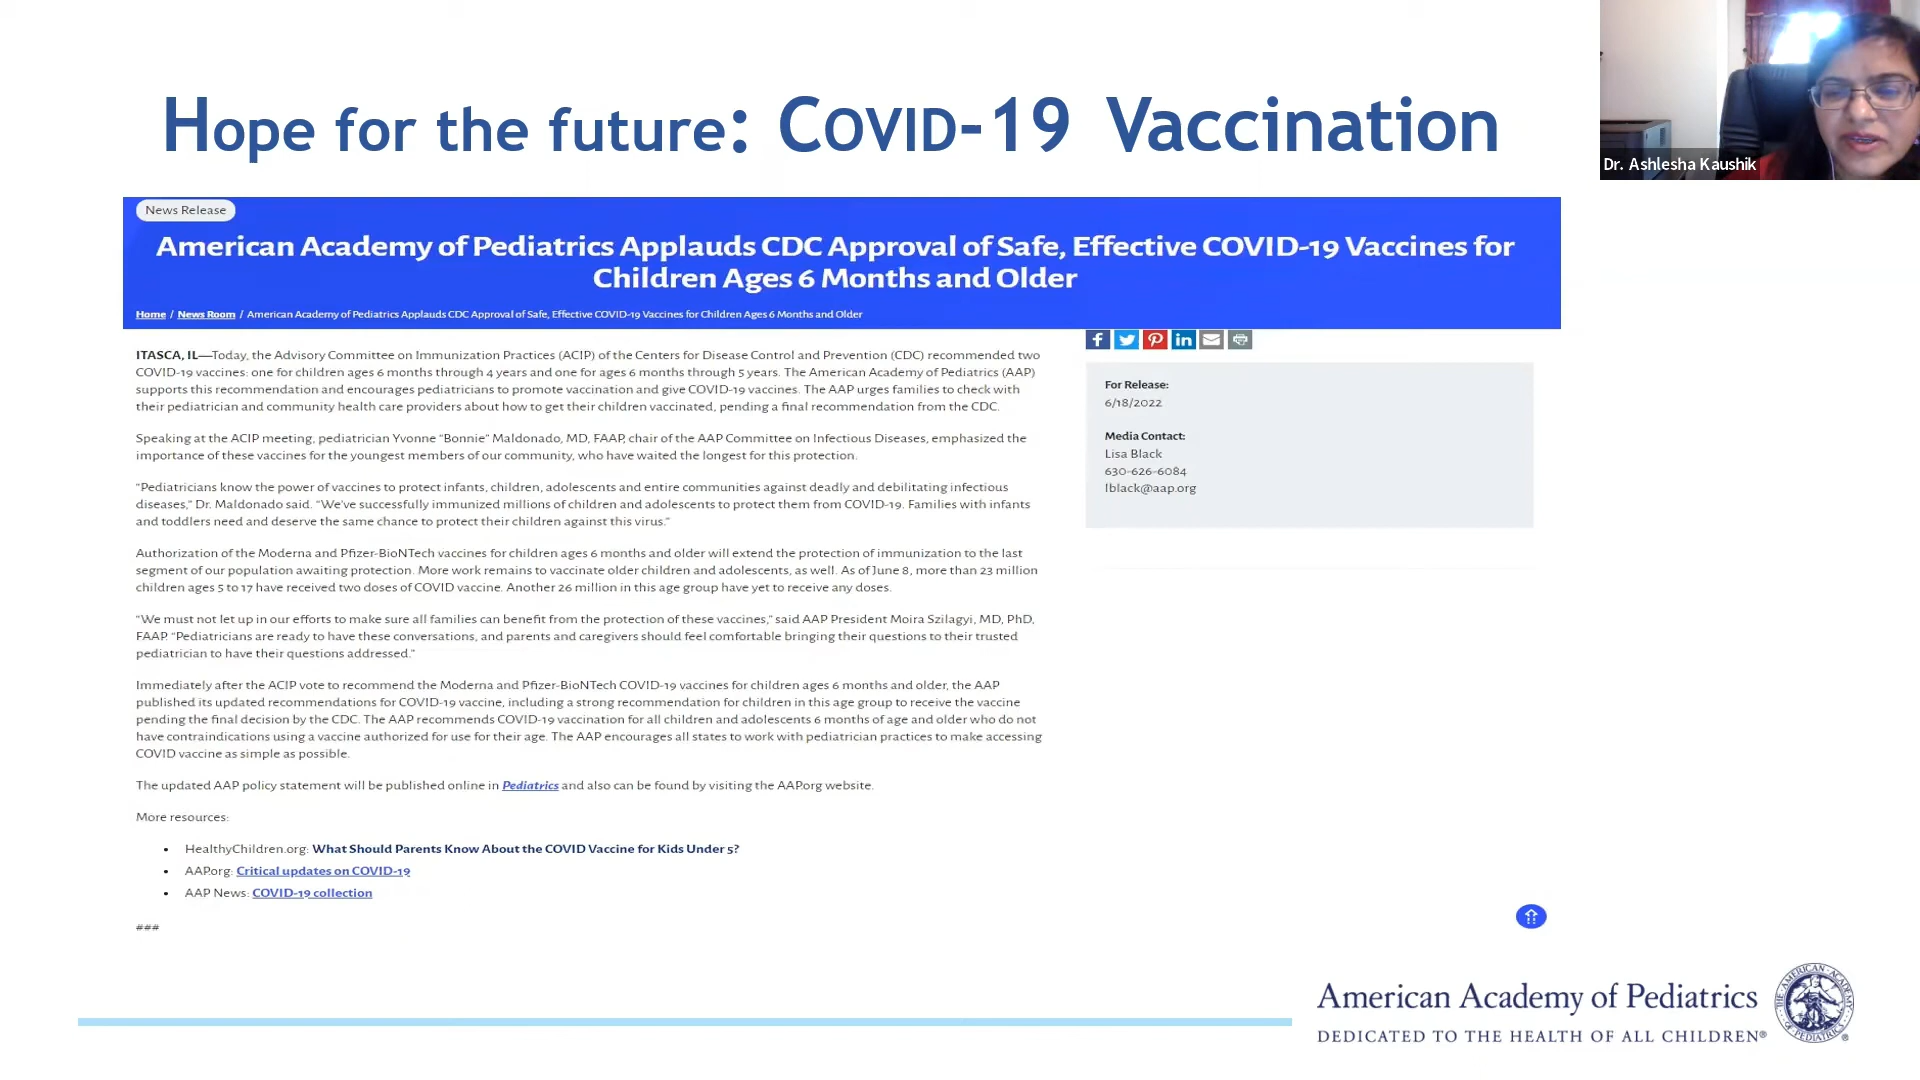 Hope for the future: COVID-19 Vaccination
Dr. Ashlesha Kaushik
News Release
American Academy of Pediatrics Applauds CDC Approval of Safe, Effective COVID-19 Vaccines for
Children Ages 6 Months and Older
Home / News Room / American Academy of Pediatrics Applauds CDC Approval of Safe, Effective COVID-19 Vaccines for Children Ages 6 Months and Older
ITASCA, IL—Today, the Advisory Committee on Immunization Practices (ACIP) of the Centers for Disease Control and Prevention (CDC) recommended two
COVID-19 vaccines: one for children ages 6 months through 4 years and one for ages 6 months through 5 years. The American Academy of Pediatrics (AAP)
supports this recommendation and encourages pediatricians to promote vaccination and give COVID-19 vaccines. The AAP urges families to check with
their pediatrician and community health care providers about how to get their children vaccinated, pending a final recommendation from the CDC.
Speaking at the ACIP meeting, pediatrician Yvonne "Bonnie" Maldonado, MD, FAAP, chair of the AAP Committee on Infectious Diseases, emphasized the
importance of these vaccines for the youngest members of our community, who have waited the longest for this protection.
"Pediatricians know the power of vaccines to protect infants, children, adolescents and entire communities against deadly and debilitating infectious
diseases," Dr. Maldonado said. "We've successfully immunized millions of children and adolescents to protect them from COVID-19. Families with infants
and toddlers need and deserve the same chance to protect their children against this virus."
Authorization of the Moderna and Pfizer-BioNTech vaccines for children ages 6 months and older will extend the protection of immunization to the last
segment of our population awaiting protection. More work remains to vaccinate older children and adolescents, as well. As of June 8, more than 23 million
children ages 5 to 17 have received two doses of COVID vaccine. Another 26 million in this age group have yet to receive any doses.
"We must not let up in our efforts to make sure all families can benefit from the protection of these vaccines," said AAP President Moira Szilagyi, MD, PhD,
FAAP. "Pediatricians are ready to have these conversations, and parents and caregivers should feel comfortable bringing their questions to their trusted
pediatrician to have their questions addressed."
Immediately after the ACIP vote to recommend the Moderna and Pfizer-BioNTech COVID-19 vaccines for children ages 6 months and older, the AAP
published its updated recommendations for COVID-19 vaccine, including a strong recommendation for children in this age group to receive the vaccine
pending the final decision by the CDC. The AAP recommends COVID-19 vaccination for all children and adolescents 6 months of age and older who do not
have contraindications using a vaccine authorized for use for their age. The AAP encourages all states to work with pediatrician practices to make accessing
COVID vaccine as simple as possible.
The updated AAP policy statement will be published online in Pediatrics and also can be found by visiting the AAP.org website.
More resources:
• HealthyChildren.org: What Should Parents Know About the COVID Vaccine for Kids Under 5?
• AAP.org: Critical updates on COVID-19
• AAP News: COVID-19 collection
###
For Release:
6/18/2022
Media Contact:
Lisa Black
630-626-6084
lblack@aap.org
American Academy of Pediatrics
DEDICATED TO THE HEALTH OF ALL CHILDREN®
THE AMERICAN ACADEMY OF PEDIATRICS